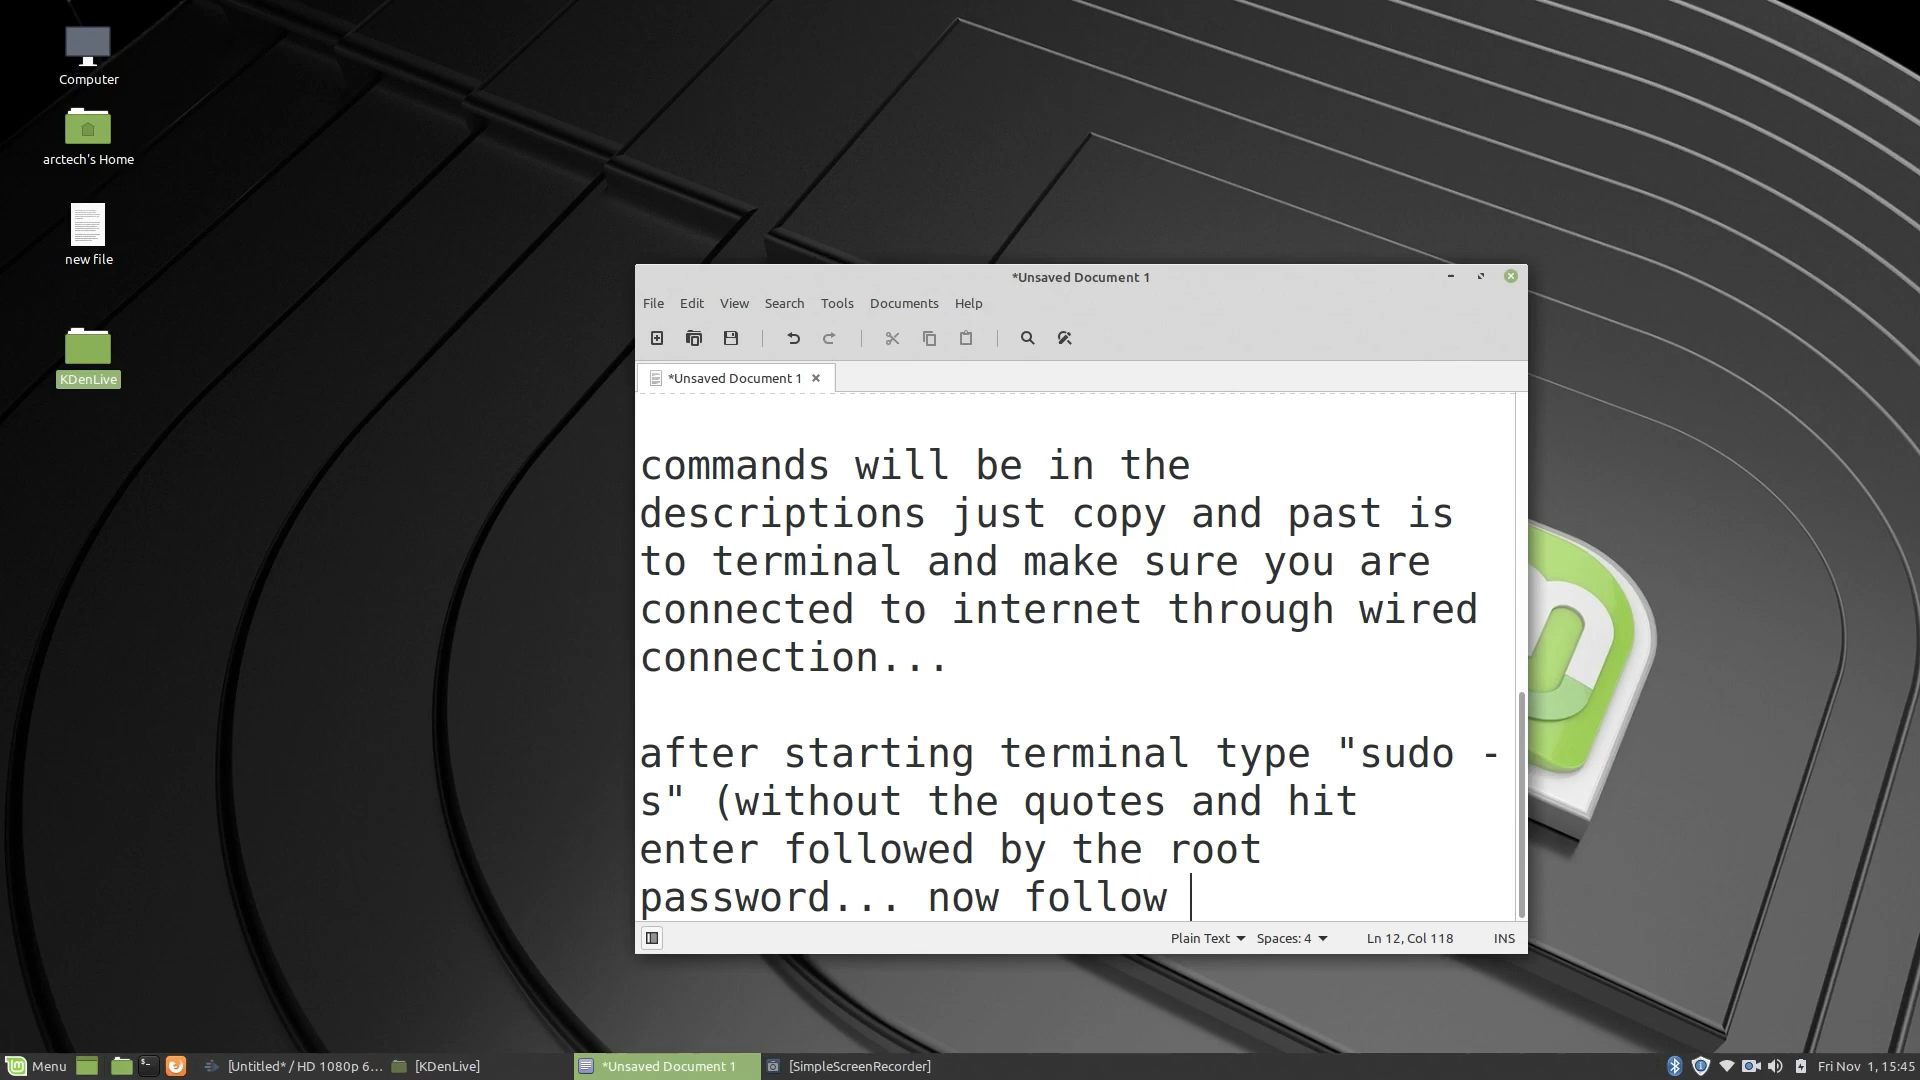 Computer
arctech's Home
new file
KDenLive
*Unsaved Document 1
File Edit View Search Tools Documents Help
*Unsaved Document 1
commands will be in the
descriptions just copy and past is
to terminal and make sure you are
connected to internet through wired
connection...
after starting terminal type "sudo -
s" (without the quotes and hit
enter followed by the root
password... now follow
Plain Text Spaces: 4 Ln 12, Col 118 INS
Menu [Untitled* / HD 1080p 6... [KDenLive] *Unsaved Document 1 [SimpleScreenRecorder] Fri Nov 1, 15:45